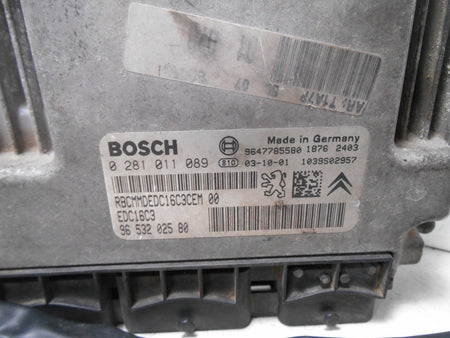 BOSCH
Made in Germany
9647785580 1876 2403
0 281 011 089 810 03-10-01 1039S02957
RBCMMDEDC16C3CEM 00
EDC16C3
96 532 025 80